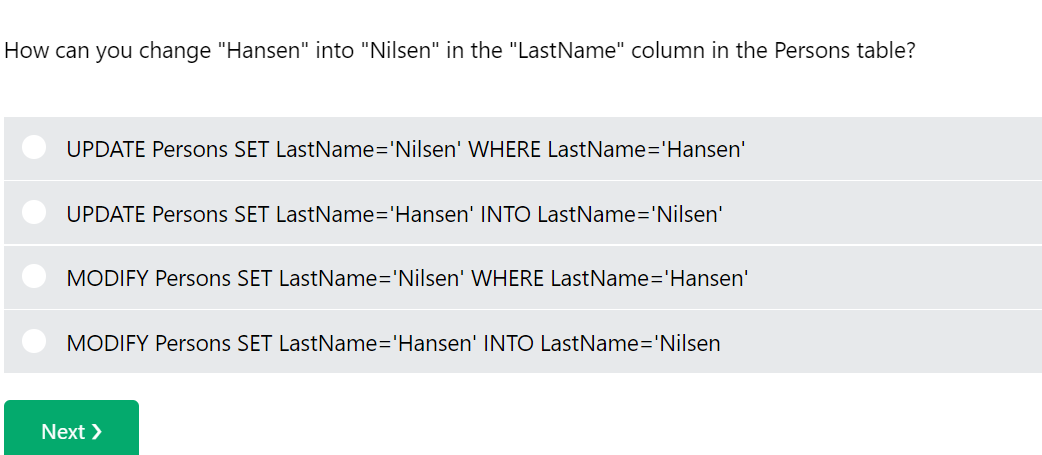 How can you change "Hansen" into "Nilsen" in the "LastName" column in the Persons table?
UPDATE Persons SET LastName='Nilsen' WHERE LastName='Hansen'
UPDATE Persons SET LastName='Hansen' INTO LastName='Nilsen'
MODIFY Persons SET LastName='Nilsen' WHERE LastName='Hansen'
MODIFY Persons SET LastName='Hansen' INTO LastName='Nilsen
Next ❯